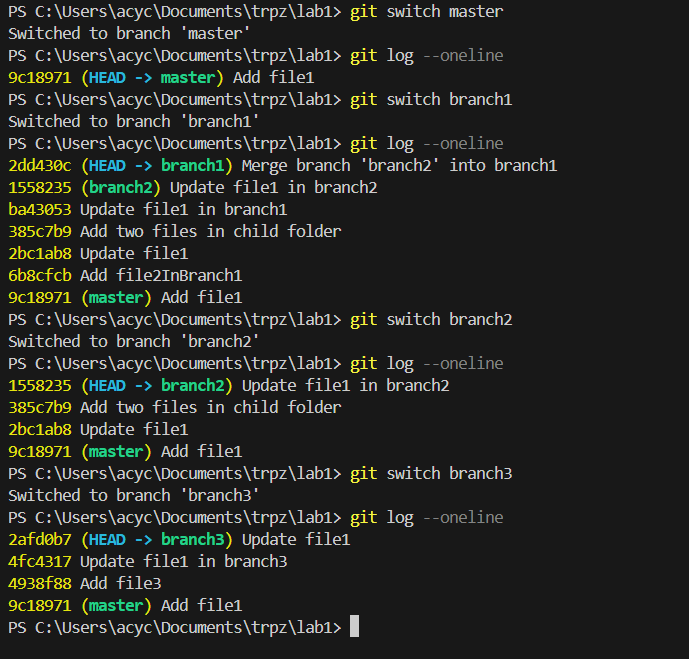 PS C:\Users\acyc\Documents\trpz\lab1> git switch master
Switched to branch 'master'
PS C:\Users\acyc\Documents\trpz\lab1> git log --oneline
9c18971 (HEAD -> master) Add file1
PS C:\Users\acyc\Documents\trpz\lab1> git switch branch1
Switched to branch 'branch1'
PS C:\Users\acyc\Documents\trpz\lab1> git log --oneline
2dd430c (HEAD -> branch1) Merge branch 'branch2' into branch1
1558235 (branch2) Update file1 in branch2
ba43053 Update file1 in branch1
385c7b9 Add two files in child folder
2bc1ab8 Update file1
6b8cfcb Add file2InBranch1
9c18971 (master) Add file1
PS C:\Users\acyc\Documents\trpz\lab1> git switch branch2
Switched to branch 'branch2'
PS C:\Users\acyc\Documents\trpz\lab1> git log --oneline
1558235 (HEAD -> branch2) Update file1 in branch2
385c7b9 Add two files in child folder
2bc1ab8 Update file1
9c18971 (master) Add file1
PS C:\Users\acyc\Documents\trpz\lab1> git switch branch3
Switched to branch 'branch3'
PS C:\Users\acyc\Documents\trpz\lab1> git log --oneline
2afd0b7 (HEAD -> branch3) Update file1
4fc4317 Update file1 in branch3
4938f88 Add file3
9c18971 (master) Add file1
PS C:\Users\acyc\Documents\trpz\lab1>